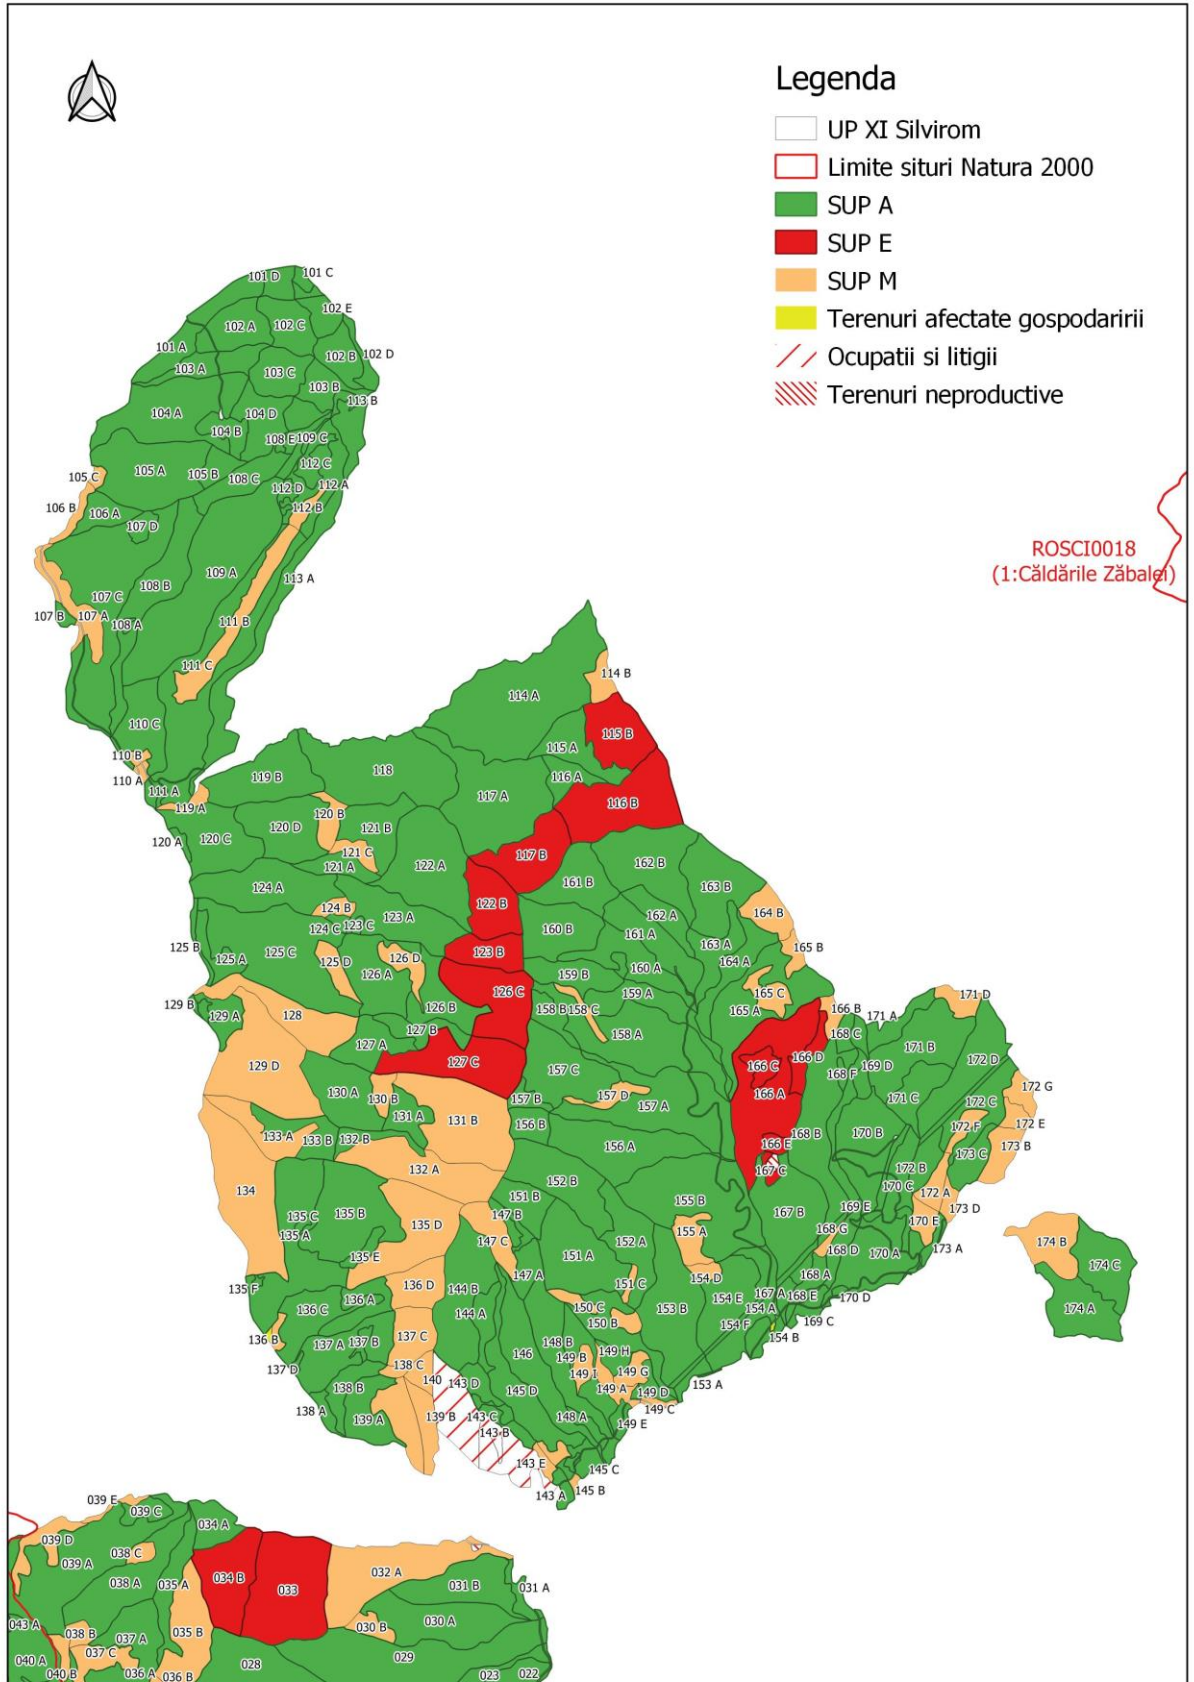 Legenda
UP XI Silvirom
Limite situri Natura 2000
SUP A
SUP E
SUP M
Terenuri afectate gospodaririi
Ocupatii si litigii
Terenuri neproductive
ROSCI0018
(1:Căldările Zăbalei)
101 D
101 C
102 E
102 A
102 C
101 A
102 B
102 D
103 A
103 C
103 B
113 B
104 A
104 D
104 B
108 E
109 C
112 C
105 C
105 A
105 B
108 C
112 D
112 A
106 B
106 A
112 B
107 D
109 A
113 A
108 B
107 C
107 B
107 A
108 A
111 B
111 C
110 C
110 B
110 A
111 A
119 A
114 B
114 A
115 B
115 A
119 B
118
116 A
117 A
116 B
120 B
120 D
121 B
120 A
120 C
121 C
117 B
121 A
122 A
162 B
124 A
161 B
163 B
124 B
122 B
123 A
162 A
164 B
124 C
123 C
160 B
161 A
125 B
125 C
123 B
163 A
165 B
125 A
125 D
126 D
164 A
126 A
159 B
160 A
126 C
159 A
165 C
129 B
129 A
128
126 B
158 B
158 C
165 A
166 B
171 D
127 B
158 A
168 C
171 A
127 A
171 B
129 D
127 C
157 C
166 C
166 D
168 F
169 D
172 D
130 A
130 B
157 D
166 A
171 C
172 G
131 A
131 B
157 B
157 A
172 C
156 B
172 F
172 E
133 A
133 B
132 B
156 A
166 E
168 B
170 B
173 B
173 C
132 A
167 C
172 B
134
152 B
170 C
151 B
172 A
135 C
135 B
147 B
155 B
167 B
169 E
173 D
135 A
135 D
155 A
168 G
170 E
147 C
152 A
168 D
170 A
173 A
174 B
135 E
151 A
174 C
135 F
136 D
144 B
147 A
151 C
154 D
168 A
136 A
154 E
167 A
168 E
170 D
136 C
144 A
150 C
153 B
154 A
174 A
150 B
154 F
169 C
136 B
137 C
154 B
137 A
137 B
146
148 B
149 H
149 B
137 D
138 C
149 I
149 G
140
143 D
145 D
149 A
153 A
138 B
149 D
138 A
139 A
139 B
143 C
148 A
149 C
143 B
149 E
143 E
145 C
143 A
145 B
039 E
039 C
034 A
039 D
038 C
039 A
032 A
038 A
035 A
034 B
033
031 B
031 A
043 A
038 B
037 A
035 B
030 B
030 A
037 C
040 A
028
029
040 B
036 A
036 B
023
022